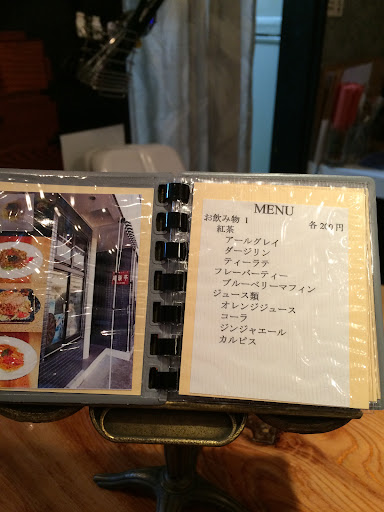 MENU
お飲み物 1 各200円
紅茶
アールグレイ
ダージリン
ティーラテ
フレーバーティー
ブルーベリーマフィン
ジュース類
オレンジジュース
コーラ
ジンジャエール
カルピス